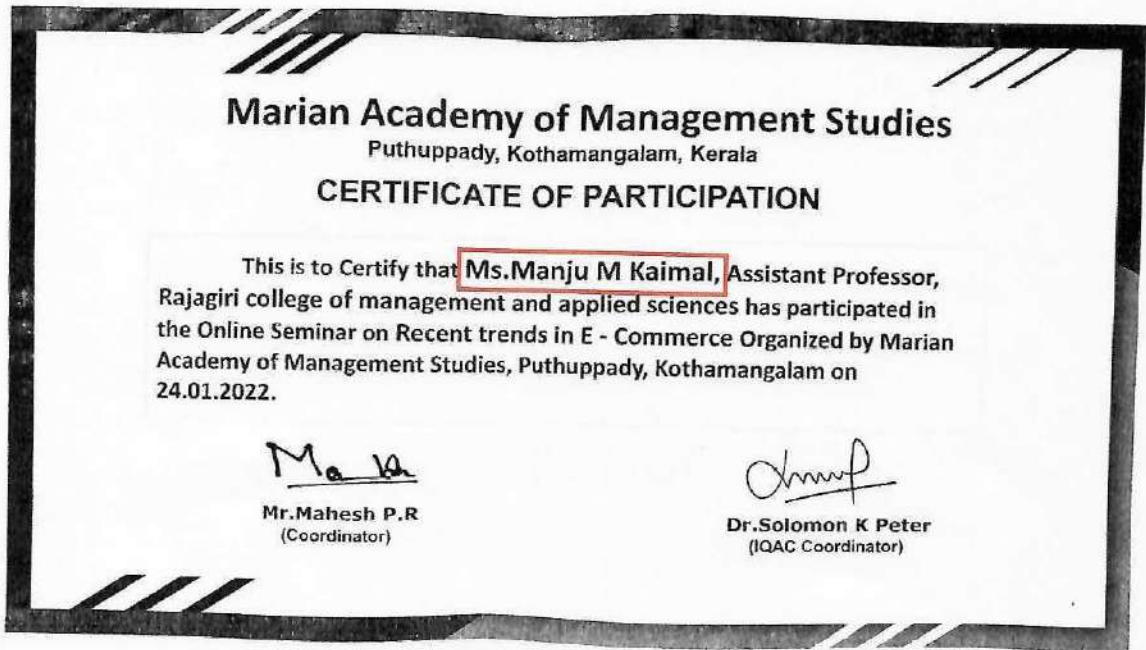 Marian Academy of Management Studies
Puthuppady, Kothamangalam, Kerala
CERTIFICATE OF PARTICIPATION
This is to Certify that Ms.Manju M Kaimal, Assistant Professor,
Rajagiri college of management and applied sciences has participated in
the Online Seminar on Recent trends in E - Commerce Organized by Marian
Academy of Management Studies, Puthuppady, Kothamangalam on
24.01.2022.
Mr.Mahesh P.R
(Coordinator)
Dr.Solomon K Peter
(IQAC Coordinator)